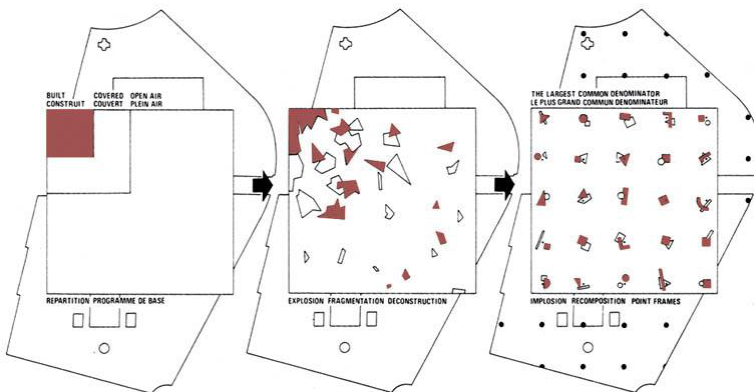 BUILT COVERED OPEN AIR
CONSTRUIT COUVERT PLEIN AIR
REPARTITION PROGRAMME DE BASE
EXPLOSION FRAGMENTATION DECONSTRUCTION
THE LARGEST COMMON DENOMINATOR
LE PLUS GRAND COMMUN DENOMINATEUR
IMPLOSION RECOMPOSITION POINT FRAMES